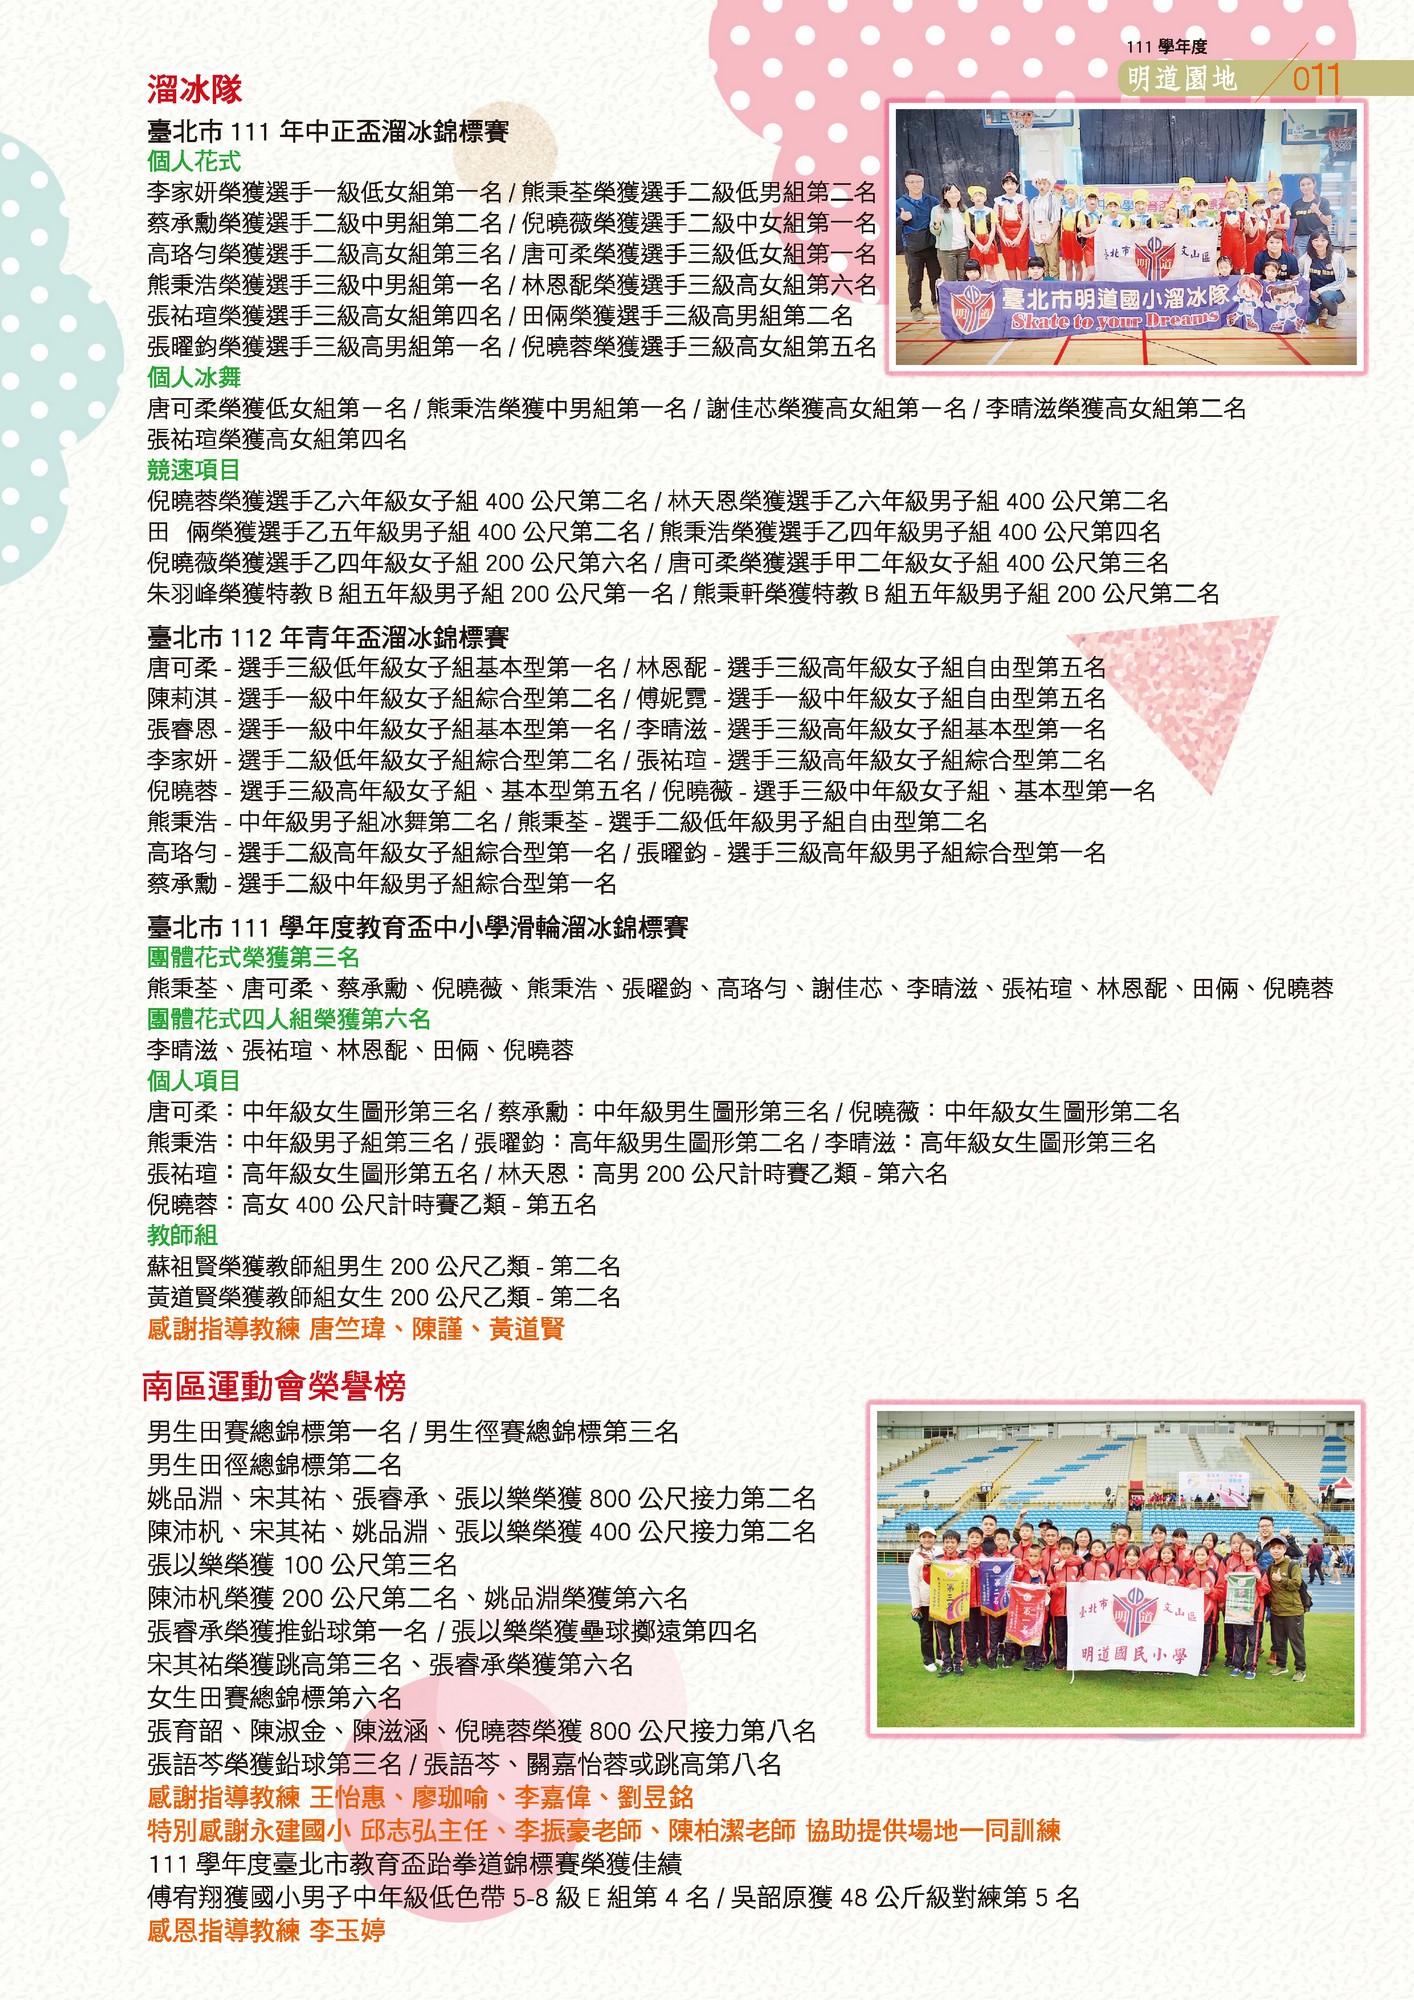 111 學年度
明道園地
011
溜冰隊
臺北市 111 年中正盃溜冰錦標賽
個人花式
李家妍榮獲選手一級低女組第一名 / 熊秉荃榮獲選手二級低男組第二名
蔡承勳榮獲選手二級中男組第二名 / 倪曉薇榮獲選手二級中女組第一名
高珞勻榮獲選手二級高女組第三名 / 唐可柔榮獲選手三級低女組第一名
熊秉浩榮獲選手三級中男組第一名 / 林恩馜榮獲選手三級高女組第六名
張祐瑄榮獲選手三級高女組第四名 / 田倆榮獲選手三級高男組第二名
張曜鈞榮獲選手三級高男組第一名 / 倪曉蓉榮獲選手三級高女組第五名
臺北市 文山區
明道
臺北市明道國小溜冰隊
Skate to your Dreams
個人冰舞
唐可柔榮獲低女組第一名 / 熊秉浩榮獲中男組第一名 / 謝佳芯榮獲高女組第一名 / 李晴滋榮獲高女組第二名
張祐瑄榮獲高女組第四名
競速項目
倪曉蓉榮獲選手乙六年級女子組 400 公尺第二名 / 林天恩榮獲選手乙六年級男子組 400 公尺第二名
田 倆榮獲選手乙五年級男子組 400 公尺第二名 / 熊秉浩榮獲選手乙四年級男子組 400 公尺第四名
倪曉薇榮獲選手乙四年級女子組 200 公尺第六名 / 唐可柔榮獲選手甲二年級女子組 400 公尺第三名
朱羽峰榮獲特教 B 組五年級男子組 200 公尺第一名 / 熊秉軒榮獲特教 B 組五年級男子組 200 公尺第二名
臺北市 112 年青年盃溜冰錦標賽
唐可柔 - 選手三級低年級女子組基本型第一名 / 林恩馜 - 選手三級高年級女子組自由型第五名
陳莉淇 - 選手一級中年級女子組綜合型第二名 / 傅妮霓 - 選手一級中年級女子組自由型第五名
張睿恩 - 選手一級中年級女子組基本型第一名 / 李晴滋 - 選手三級高年級女子組基本型第一名
李家妍 - 選手二級低年級女子組綜合型第二名 / 張祐瑄 - 選手三級高年級女子組綜合型第二名
倪曉蓉 - 選手三級高年級女子組、基本型第五名 / 倪曉薇 - 選手三級中年級女子組、基本型第一名
熊秉浩 - 中年級男子組冰舞第二名 / 熊秉荃 - 選手二級低年級男子組自由型第二名
高珞勻 - 選手二級高年級女子組綜合型第一名 / 張曜鈞 - 選手三級高年級男子組綜合型第一名
蔡承勳 - 選手二級中年級男子組綜合型第一名
臺北市 111 學年度教育盃中小學滑輪溜冰錦標賽
團體花式榮獲第三名
熊秉荃、唐可柔、蔡承勳、倪曉薇、熊秉浩、張曜鈞、高珞勻、謝佳芯、李晴滋、張祐瑄、林恩馜、田倆、倪曉蓉
團體花式四人組榮獲第六名
李晴滋、張祐瑄、林恩馜、田倆、倪曉蓉
個人項目
唐可柔：中年級女生圖形第三名 / 蔡承勳：中年級男生圖形第三名 / 倪曉薇：中年級女生圖形第二名
熊秉浩：中年級男子組第三名 / 張曜鈞：高年級男生圖形第二名 / 李晴滋：高年級女生圖形第三名
張祐瑄：高年級女生圖形第五名 / 林天恩：高男 200 公尺計時賽乙類 - 第六名
倪曉蓉：高女 400 公尺計時賽乙類 - 第五名
教師組
蘇祖賢榮獲教師組男生 200 公尺乙類 - 第二名
黃道賢榮獲教師組女生 200 公尺乙類 - 第二名
感謝指導教練 唐竺瑋、陳謹、黃道賢
南區運動會榮譽榜
男生田賽總錦標第一名 / 男生徑賽總錦標第三名
男生田徑總錦標第二名
姚品淵、宋其祐、張睿承、張以樂榮獲 800 公尺接力第二名
陳沛杋、宋其祐、姚品淵、張以樂榮獲 400 公尺接力第二名
張以樂榮獲 100 公尺第三名
陳沛杋榮獲 200 公尺第二名、姚品淵榮獲第六名
張睿承榮獲推鉛球第一名 / 張以樂榮獲壘球擲遠第四名
宋其祐榮獲跳高第三名、張睿承榮獲第六名
女生田賽總錦標第六名
張育韶、陳淑金、陳滋涵、倪曉蓉榮獲 800 公尺接力第八名
張語芩榮獲鉛球第三名 / 張語芩、關嘉怡蓉或跳高第八名
臺北市 文山區
明道
明道國民小學
感謝指導教練 王怡惠、廖珈喻、李嘉偉、劉昱銘
特別感謝永建國小 邱志弘主任、李振豪老師、陳柏潔老師 協助提供場地一同訓練
111 學年度臺北市教育盃跆拳道錦標賽榮獲佳績
傅宥翔獲國小男子中年級低色帶 5-8 級 E 組第 4 名 / 吳韶原獲 48 公斤級對練第 5 名
感恩指導教練 李玉婷